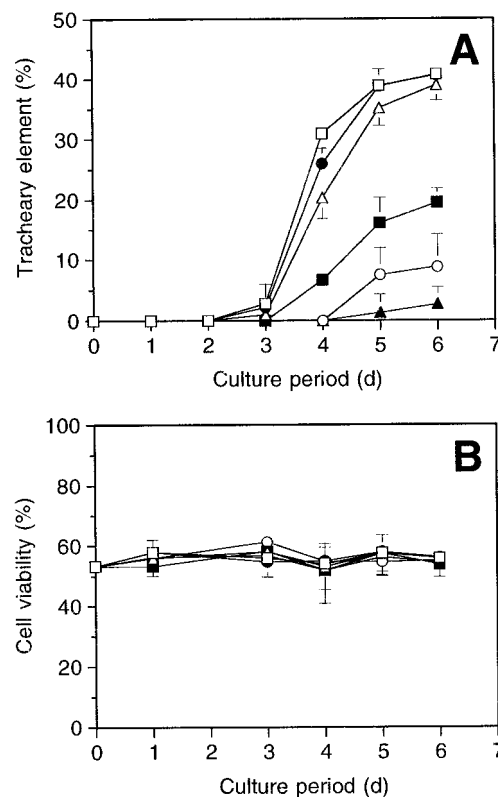 A
Tracheary element (%)
50
40
30
20
10
0
0 1 2 3 4 5 6 7
Culture period (d)
B
Cell viability (%)
100
80
60
40
20
0
0 1 2 3 4 5 6 7
Culture period (d)